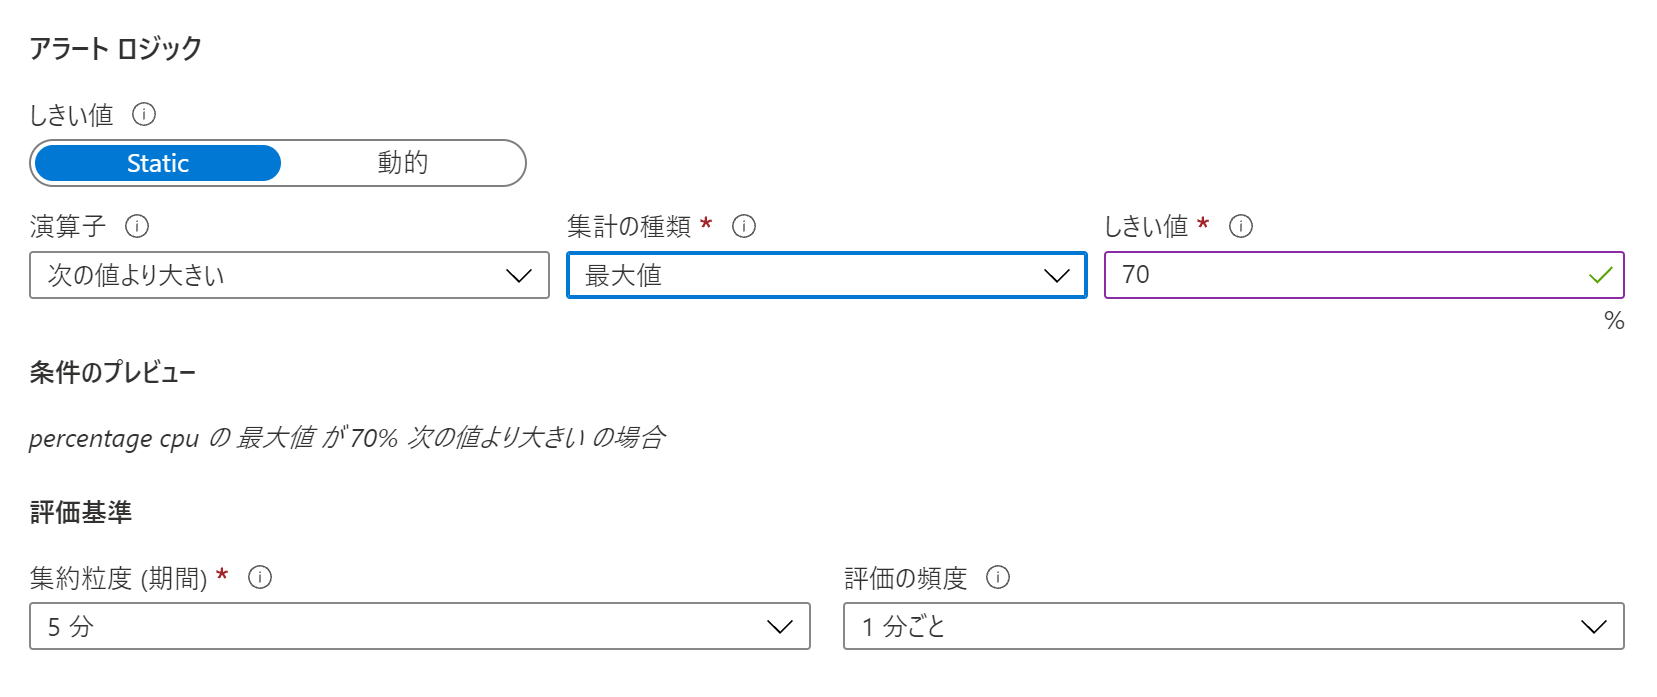 アラート ロジック
しきい値
Static 動的
演算子 集計の種類 * しきい値 *
次の値より大きい 最大値 70
%
条件のプレビュー
percentage cpu の 最大値 が 70% 次の値より大きい の場合
評価基準
集約粒度 (期間) * 評価の頻度
5 分 1 分ごと